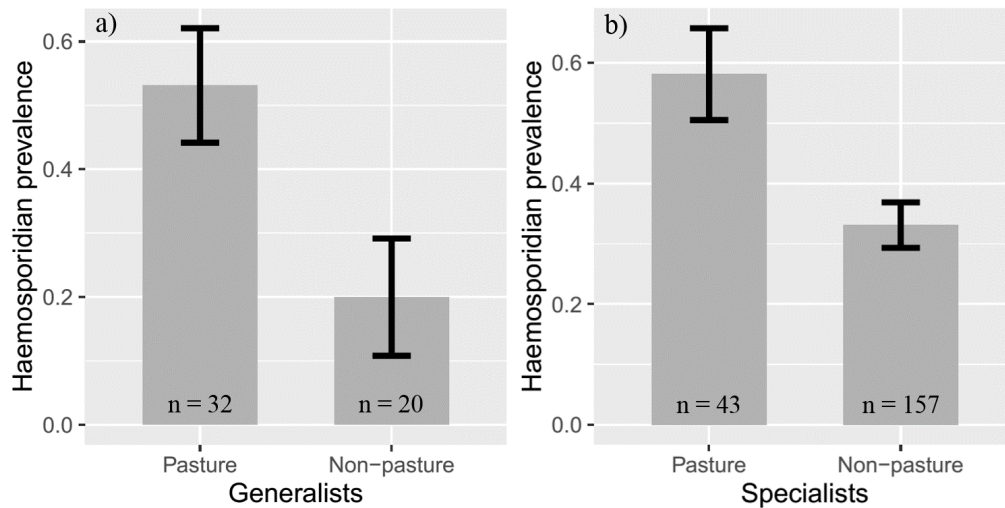 a)
Haemosporidian prevalence
0.6
0.4
0.2
0.0
n = 32
n = 20
Pasture
Non−pasture
Generalists
b)
Haemosporidian prevalence
0.6
0.4
0.2
0.0
n = 43
n = 157
Pasture
Non−pasture
Specialists